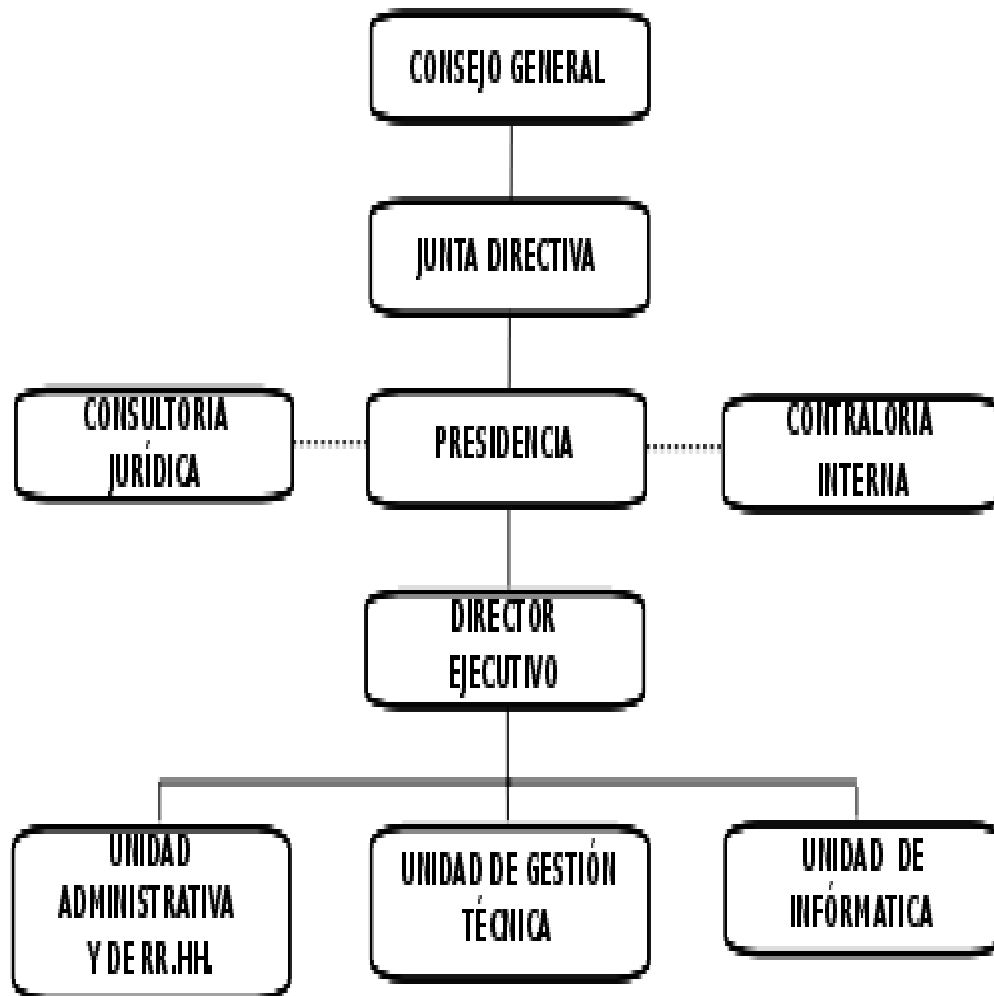 CONSEJO GENERAL
JUNTA DIRECTIVA
CONSULTORIA
JURÍDICA
PRESIDENCIA
CONTRALORIA
INTERNA
DIRECTOR
EJECUTIVO
UNIDAD
ADMINISTRATIVA
Y DE RR.HH.
UNIDAD DE GESTIÓN
TÉCNICA
UNIDAD DE
INFÓRMATICA